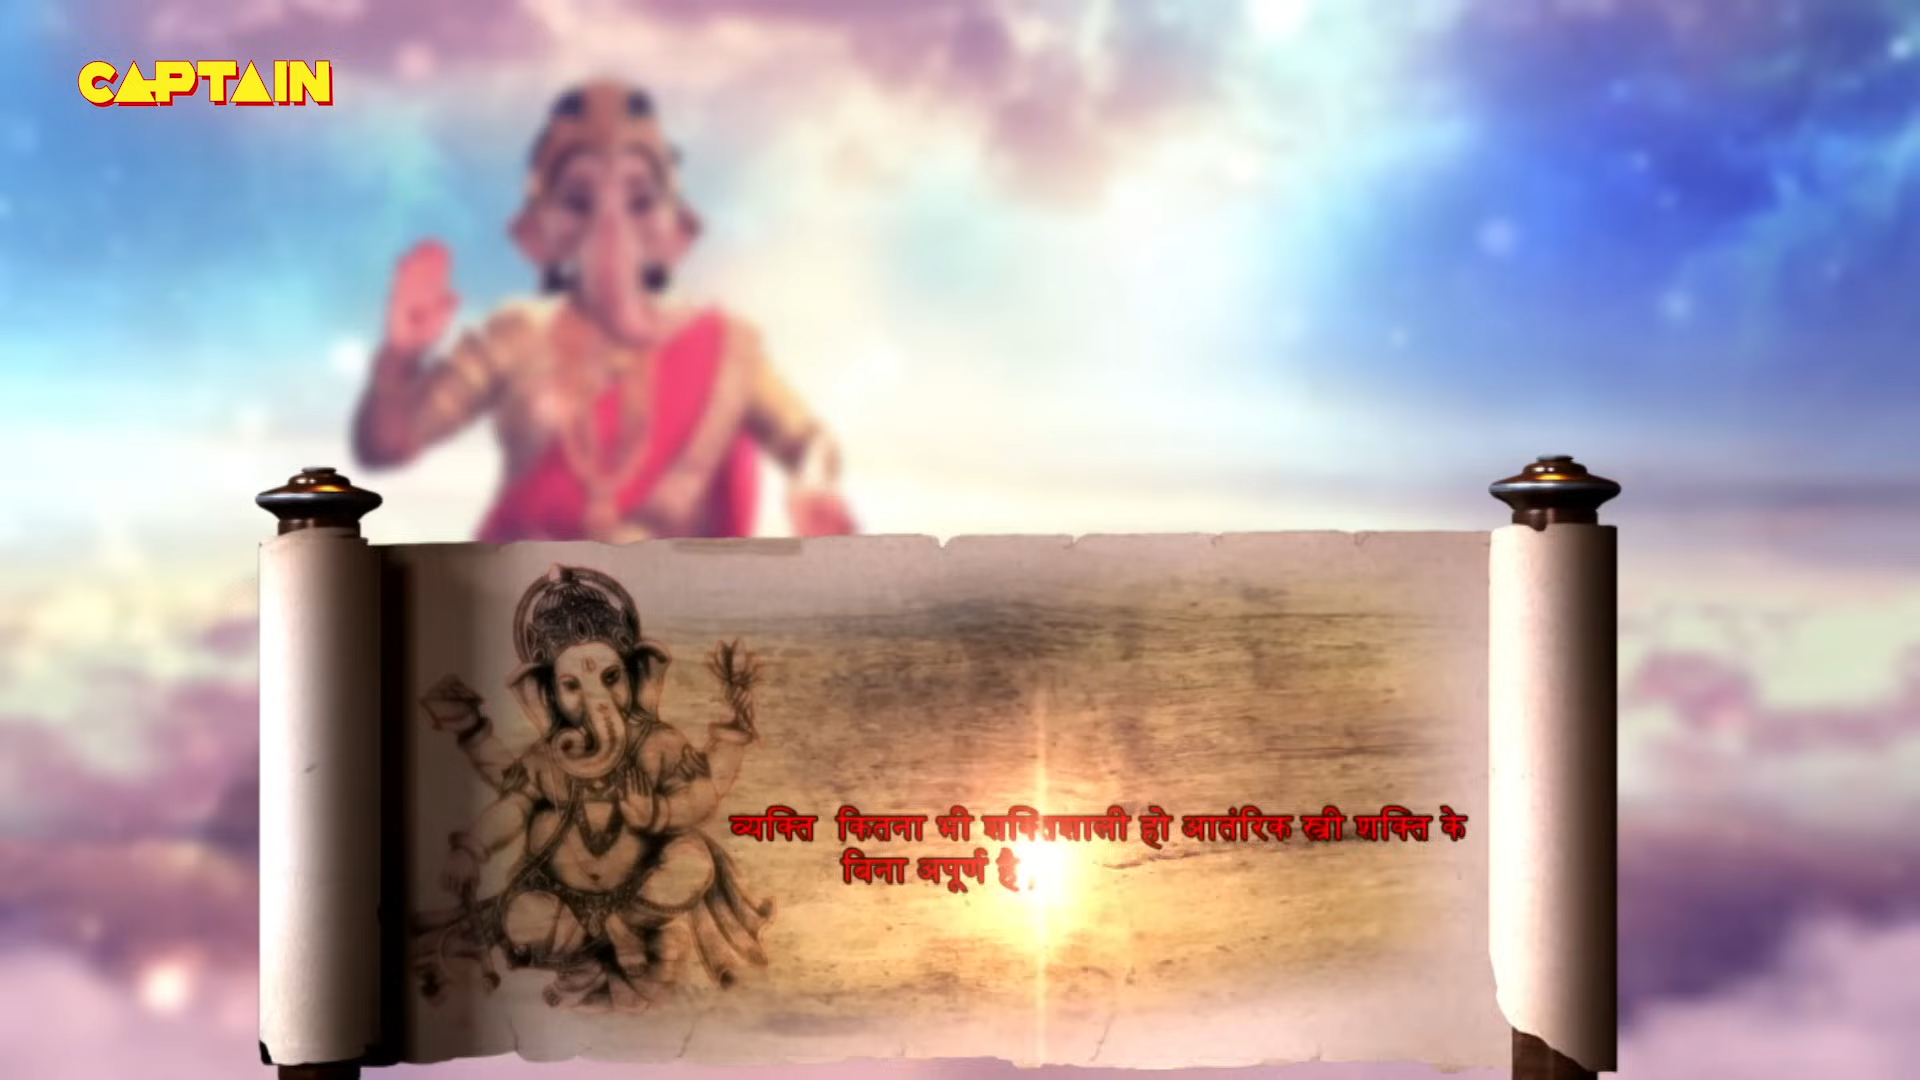 CAPTAIN
व्यक्ति कितना भी शक्तिशाली हो आतंरिक स्त्री शक्ति के
बिना अपूर्ण है